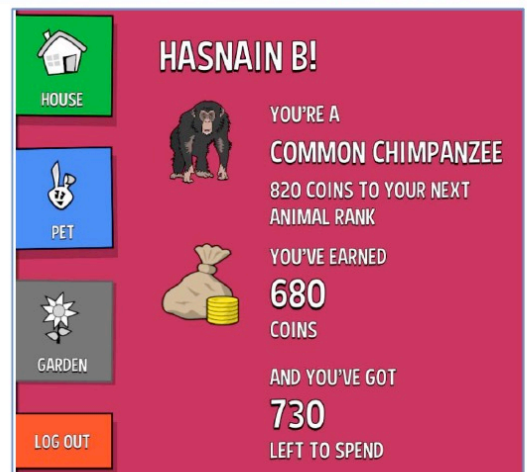 HOUSE
PET
GARDEN
LOG OUT
HASNAIN B!
YOU'RE A
COMMON CHIMPANZEE
820 COINS TO YOUR NEXT
ANIMAL RANK
YOU'VE EARNED
680
COINS
AND YOU'VE GOT
730
LEFT TO SPEND